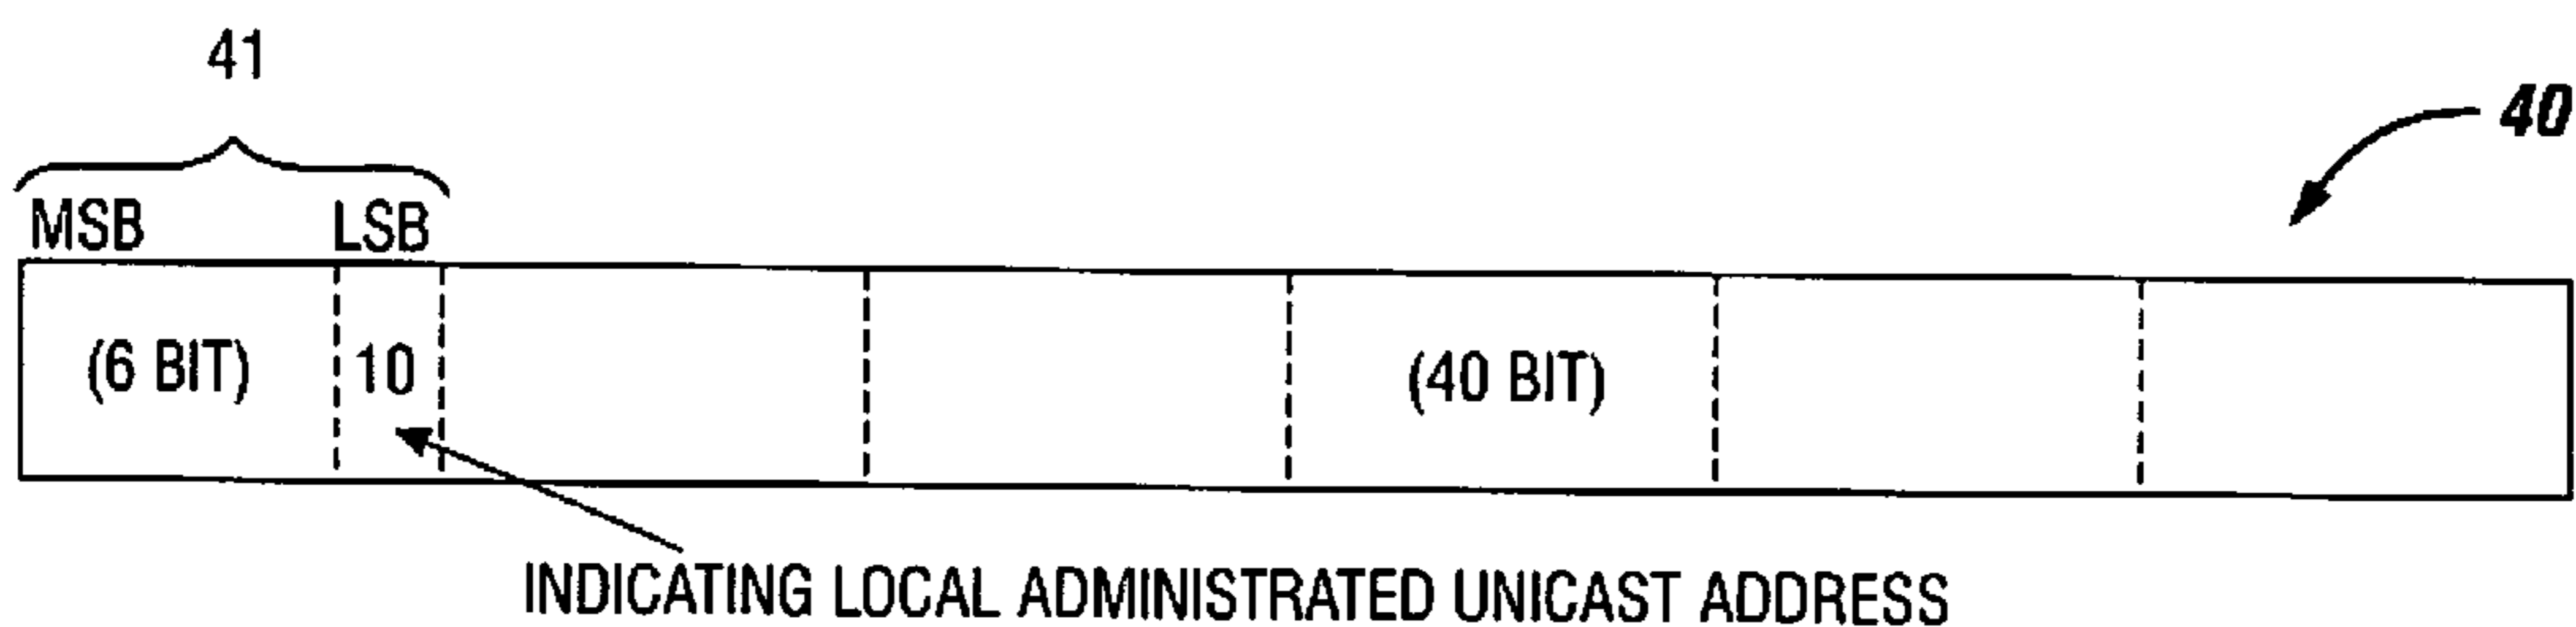 41
40
MSB LSB
(6 BIT) 10 (40 BIT)
INDICATING LOCAL ADMINISTRATED UNICAST ADDRESS